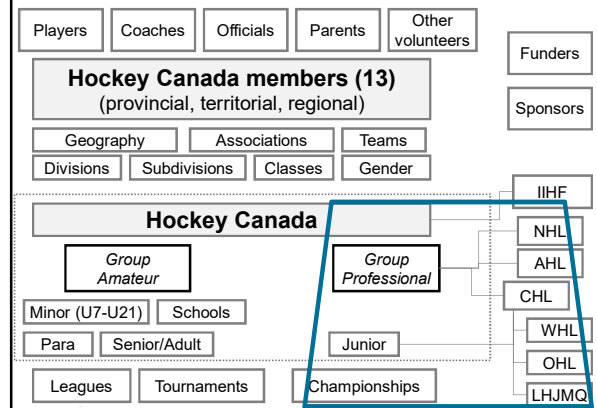 Players
Coaches
Officials
Parents
Other
volunteers
Funders
Hockey Canada members (13)
(provincial, territorial, regional)
Sponsors
Geography
Associations
Teams
Divisions
Subdivisions
Classes
Gender
IIHF
Hockey Canada
NHL
Group
Amateur
Group
Professional
AHL
CHL
Minor (U7-U21)
Schools
WHL
Para
Senior/Adult
Junior
OHL
Leagues
Tournaments
Championships
LHJMQ